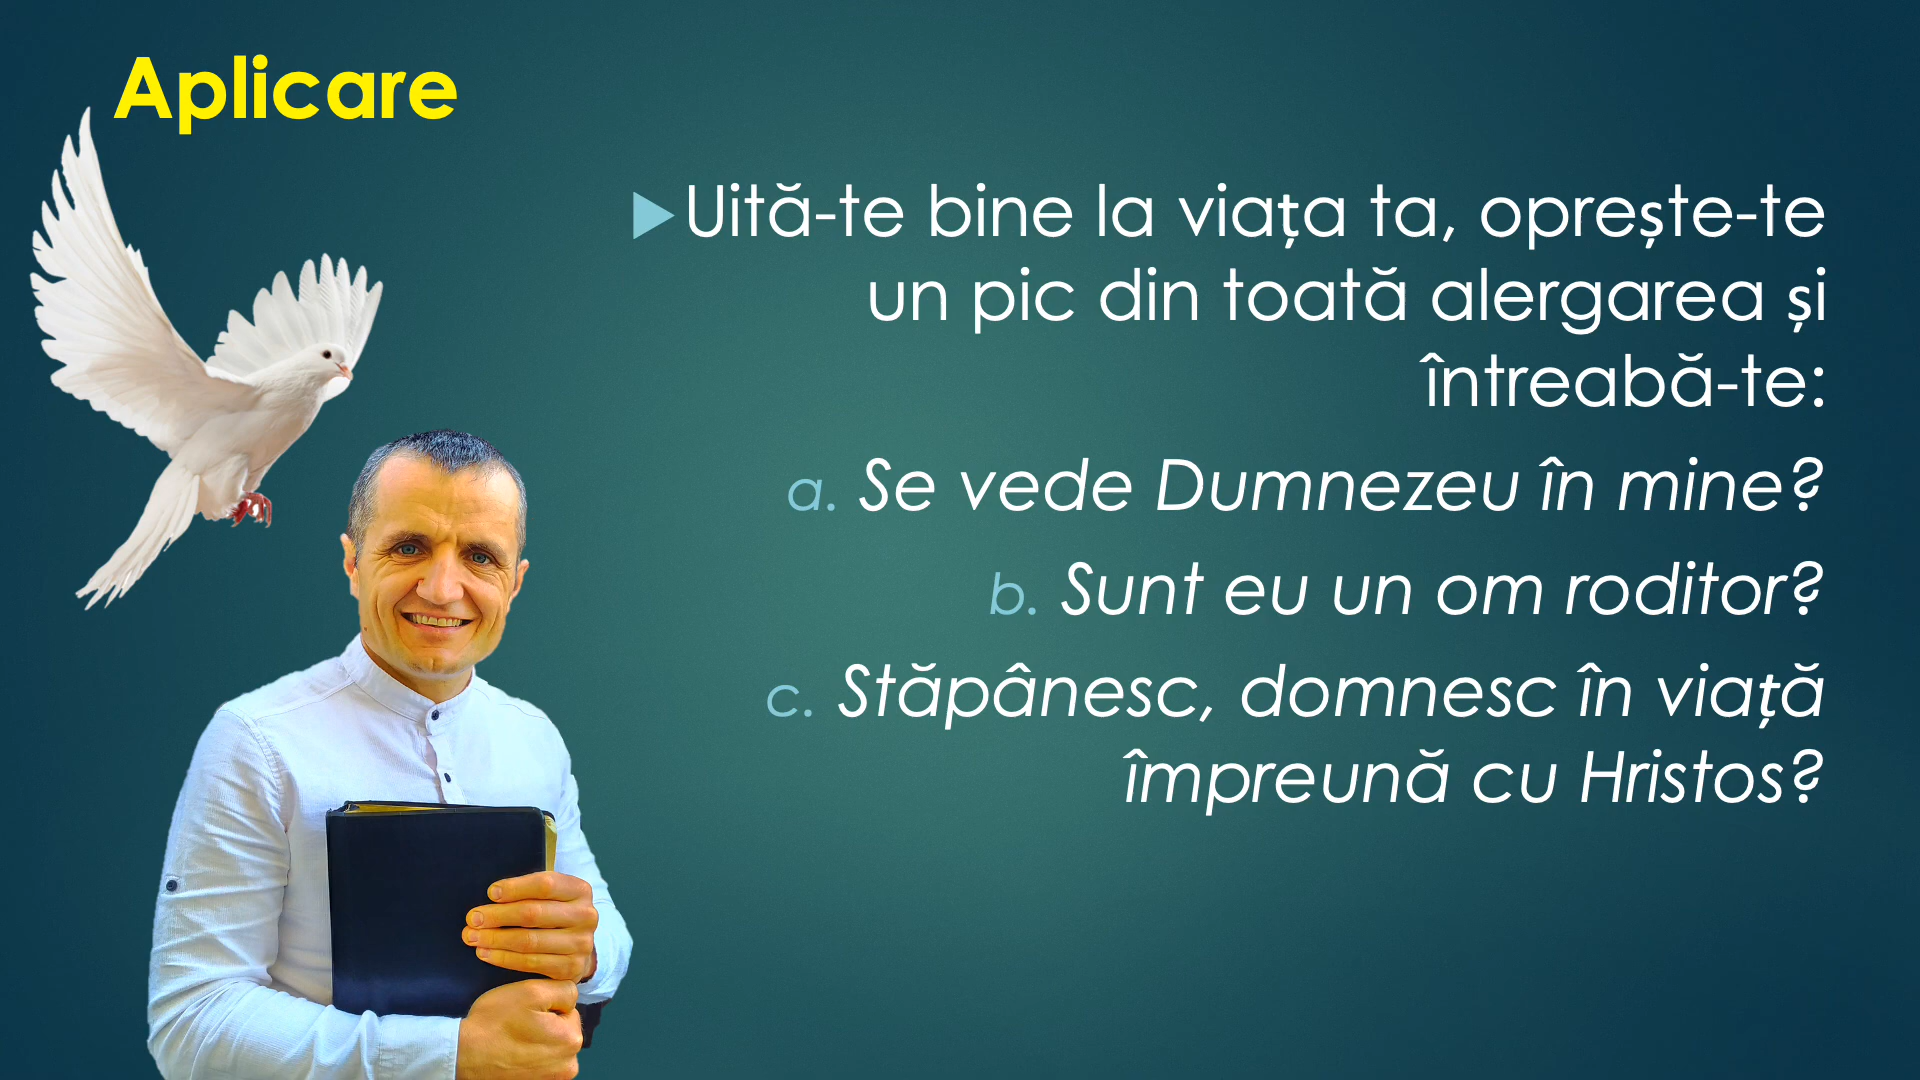 Aplicare
Uită-te bine la viața ta, oprește-te
un pic din toată alergarea și
întreabă-te:
a. Se vede Dumnezeu în mine?
b. Sunt eu un om roditor?
c. Stăpânesc, domnesc în viață
împreună cu Hristos?